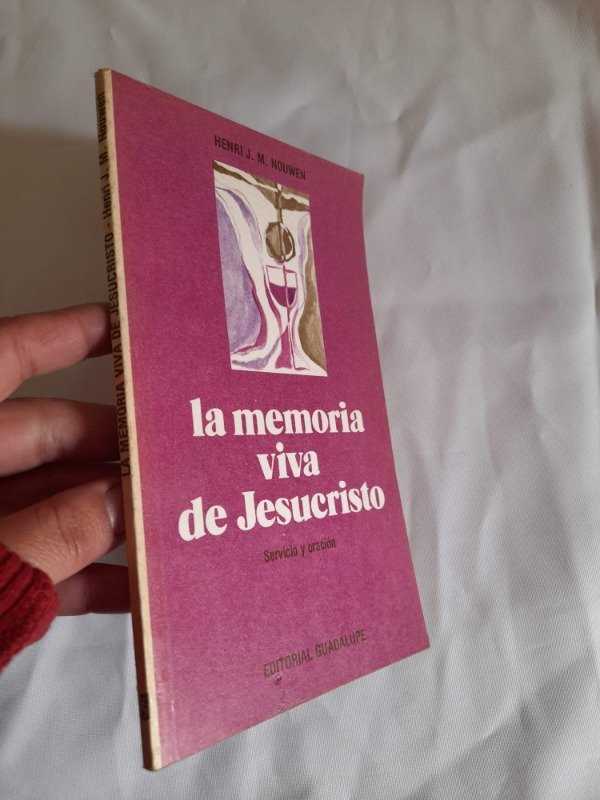 HENRI J. M. NOUWEN
la memoria
viva
de Jesucristo
Servicio y oración
EDITORIAL GUADALUPE
LA MEMORIA VIVA DE JESUCRISTO - Henri J. M. Nouwen